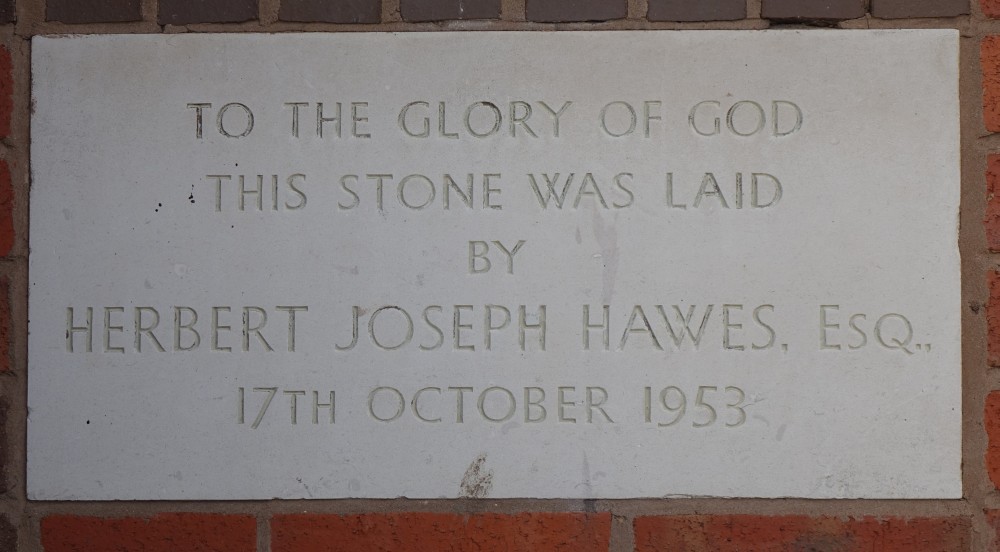 TO THE GLORY OF GOD
THIS STONE WAS LAID
BY
HERBERT JOSEPH HAWES, ESQ.,
17TH OCTOBER 1953